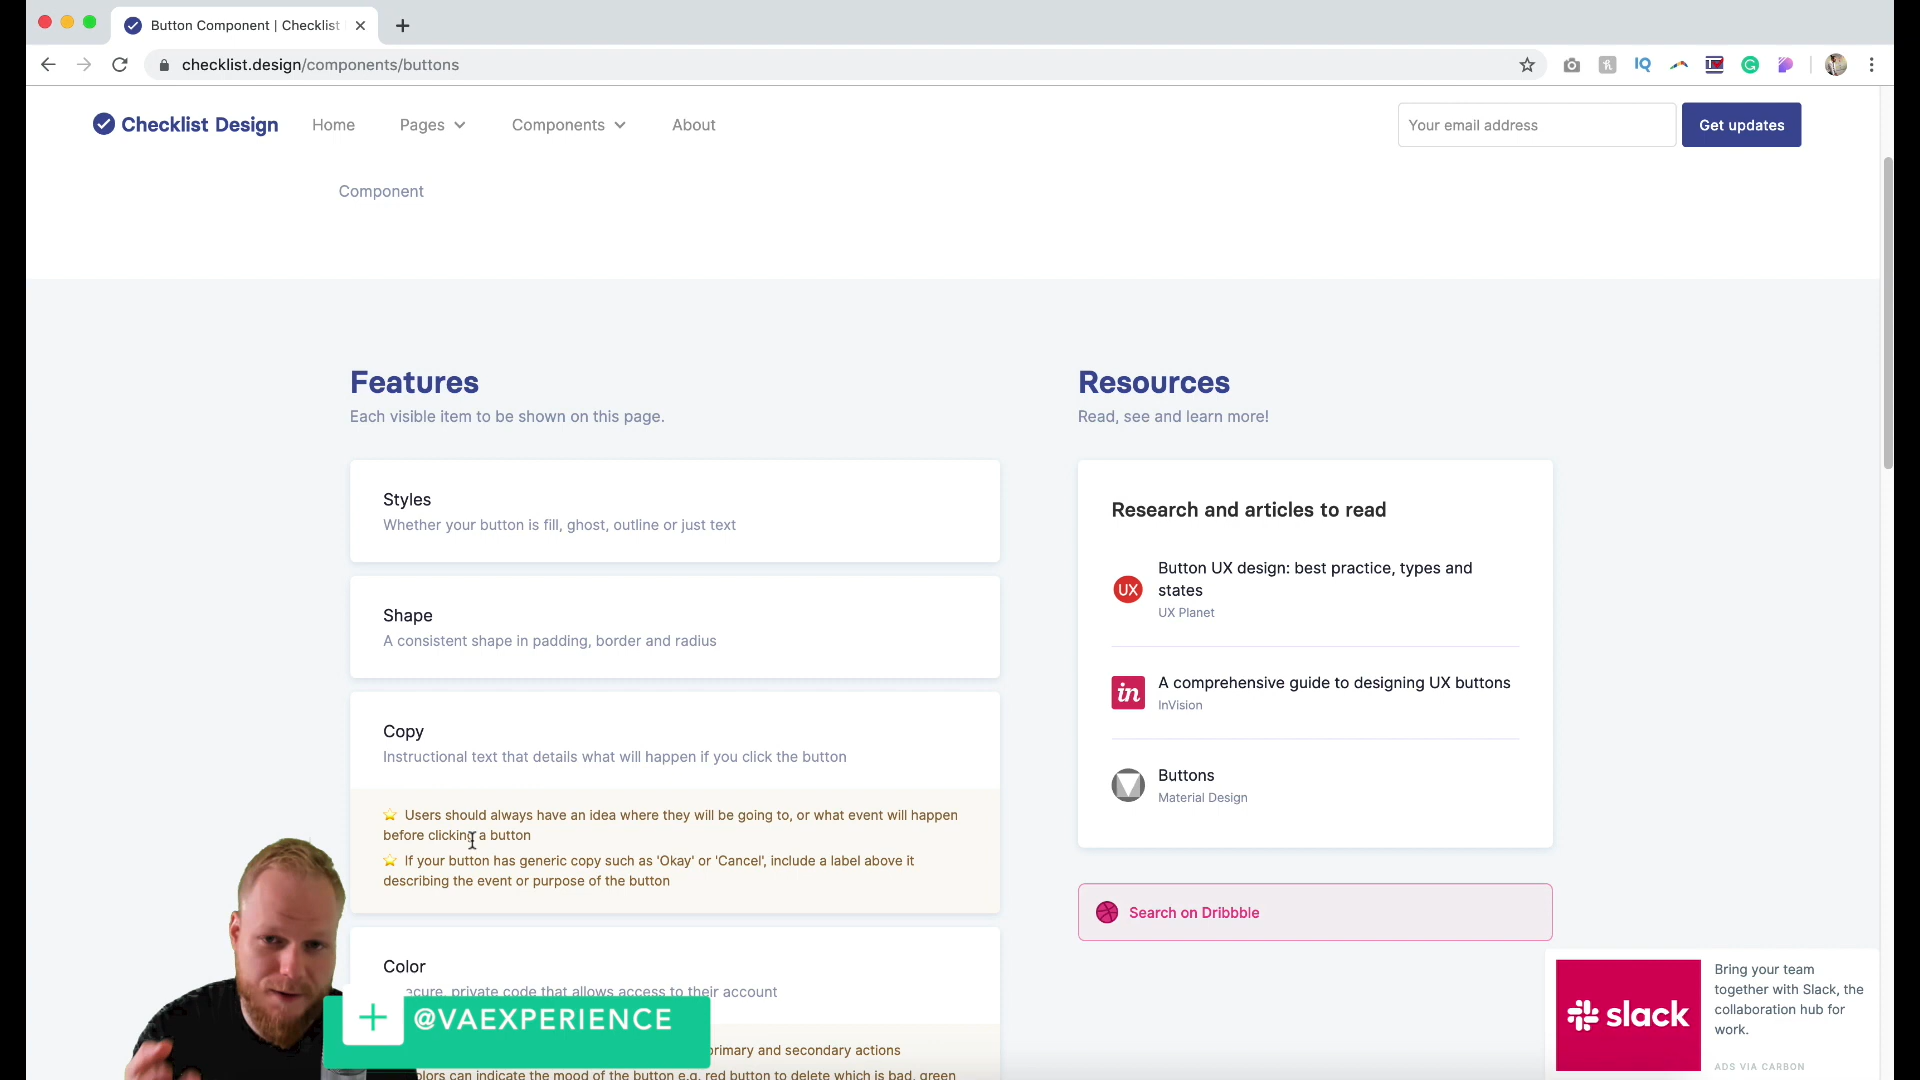 Button Component | Checklist
checklist.design/components/buttons
IQ
Checklist Design
Home
Pages
Components
About
Your email address
Get updates
Component
Features
Each visible item to be shown on this page.
Styles
Whether your button is fill, ghost, outline or just text
Shape
A consistent shape in padding, border and radius
Copy
Instructional text that details what will happen if you click the button
Users should always have an idea where they will be going to, or what event will happen
before clicking a button
If your button has generic copy such as 'Okay' or 'Cancel', include a label above it
describing the event or purpose of the button
Color
private code that allows access to their account
primary and secondary actions
can indicate the mood of the button e.g. red button to delete which is bad, green
@VAEXPERIENCE
Resources
Read, see and learn more!
Research and articles to read
UX
Button UX design: best practice, types and
states
UX Planet
in
A comprehensive guide to designing UX buttons
InVision
Buttons
Material Design
Search on Dribbble
slack
Bring your team
together with Slack, the
collaboration hub for
work.
ADS VIA CARBON